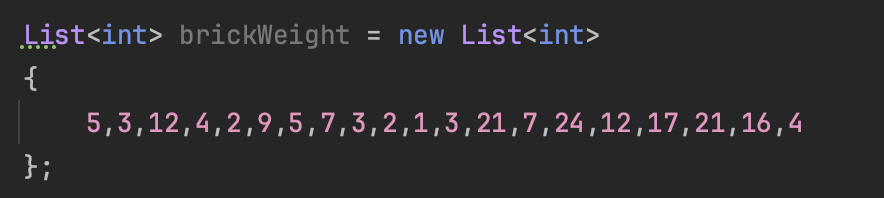 List<int> brickWeight = new List<int>
{
    5,3,12,4,2,9,5,7,3,2,1,3,21,7,24,12,17,21,16,4
};